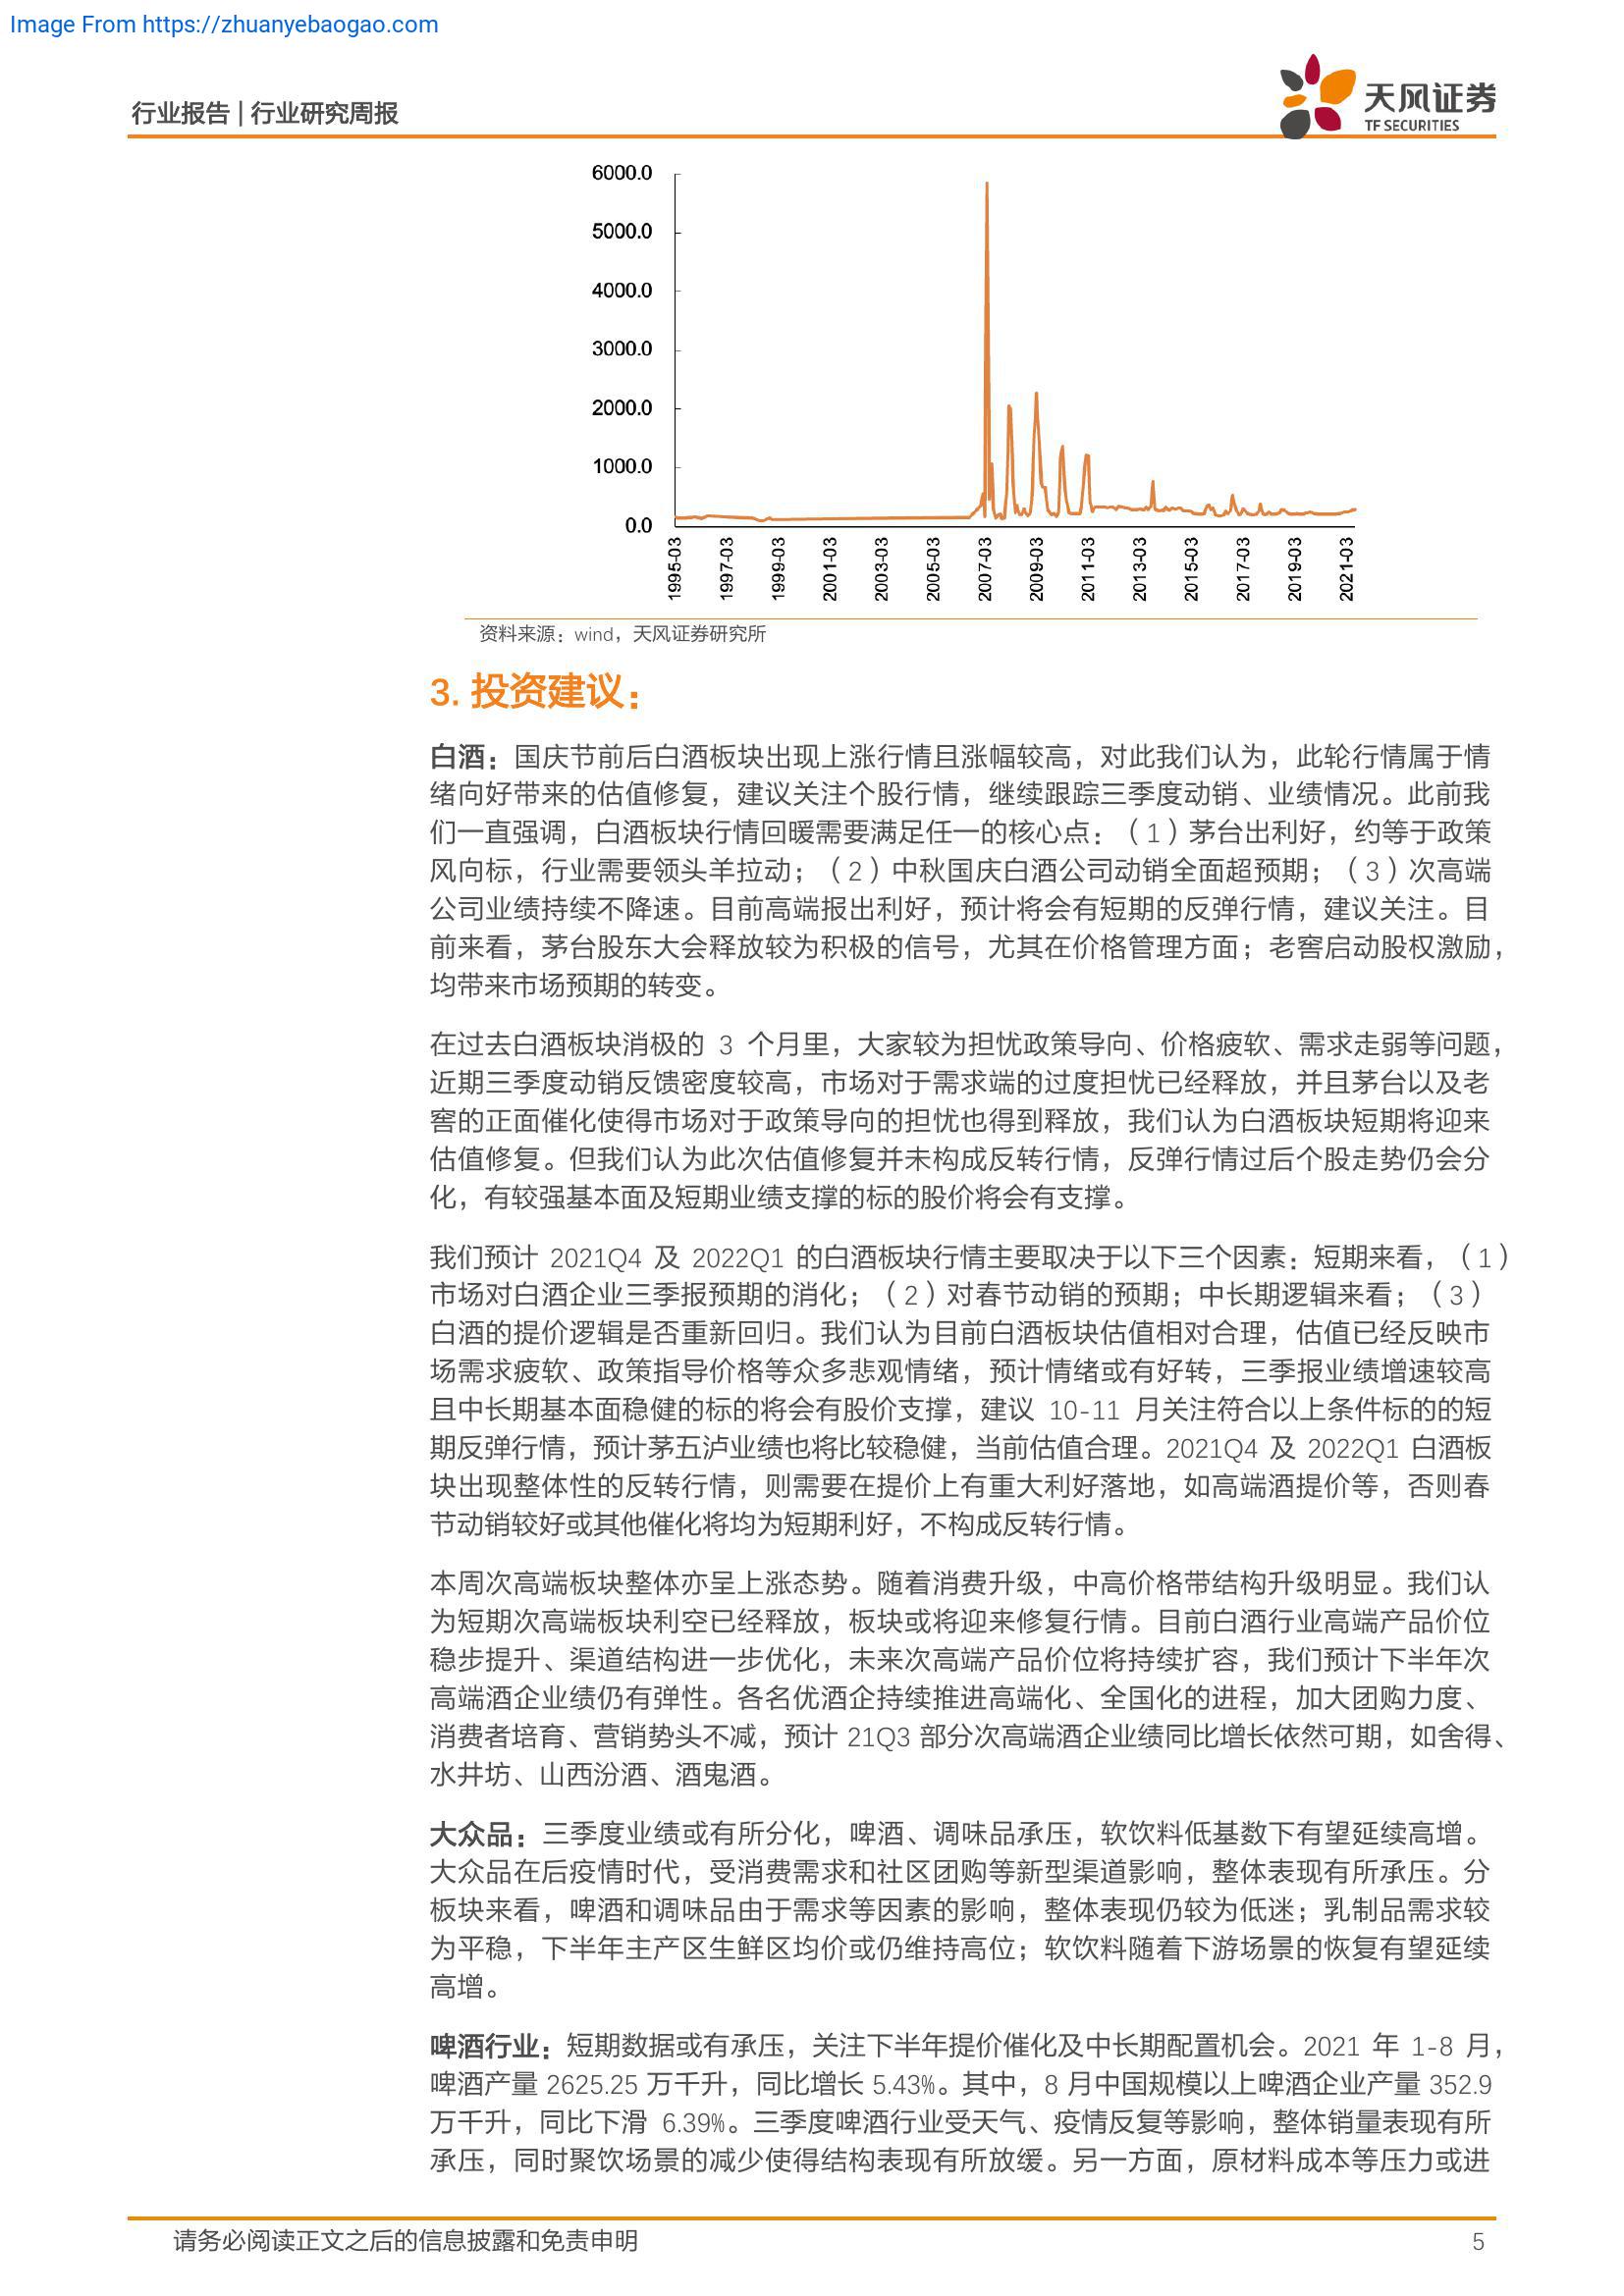 Image From https://zhuanyebaogao.com
行业报告 | 行业研究周报
天风证券
TF SECURITIES
6000.0
5000.0
4000.0
3000.0
2000.0
1000.0
0.0
1995-03
1997-03
1999-03
2001-03
2003-03
2005-03
2007-03
2009-03
2011-03
2013-03
2015-03
2017-03
2019-03
2021-03
资料来源：wind，天风证券研究所
3. 投资建议：
白酒：国庆节前后白酒板块出现上涨行情且涨幅较高，对此我们认为，此轮行情属于情
绪向好带来的估值修复，建议关注个股行情，继续跟踪三季度动销、业绩情况。此前我
们一直强调，白酒板块行情回暖需要满足任一的核心点：（1）茅台出利好，约等于政策
风向标，行业需要领头羊拉动；（2）中秋国庆白酒公司动销全面超预期；（3）次高端
公司业绩持续不降速。目前高端报出利好，预计将会有短期的反弹行情，建议关注。目
前来看，茅台股东大会释放较为积极的信号，尤其在价格管理方面；老窖启动股权激励，
均带来市场预期的转变。
在过去白酒板块消极的 3 个月里，大家较为担忧政策导向、价格疲软、需求走弱等问题，
近期三季度动销反馈密度较高，市场对于需求端的过度担忧已经释放，并且茅台以及老
窖的正面催化使得市场对于政策导向的担忧也得到释放，我们认为白酒板块短期将迎来
估值修复。但我们认为此次估值修复并未构成反转行情，反弹行情过后个股走势仍会分
化，有较强基本面及短期业绩支撑的标的股价将会有支撑。
我们预计 2021Q4 及 2022Q1 的白酒板块行情主要取决于以下三个因素：短期来看，（1）
市场对白酒企业三季报预期的消化；（2）对春节动销的预期；中长期逻辑来看；（3）
白酒的提价逻辑是否重新回归。我们认为目前白酒板块估值相对合理，估值已经反映市
场需求疲软、政策指导价格等众多悲观情绪，预计情绪或有好转，三季报业绩增速较高
且中长期基本面稳健的标的将会有股价支撑，建议 10-11 月关注符合以上条件标的的短
期反弹行情，预计茅五泸业绩也将比较稳健，当前估值合理。2021Q4 及 2022Q1 白酒板
块出现整体性的反转行情，则需要在提价上有重大利好落地，如高端酒提价等，否则春
节动销较好或其他催化将均为短期利好，不构成反转行情。
本周次高端板块整体亦呈上涨态势。随着消费升级，中高价格带结构升级明显。我们认
为短期次高端板块利空已经释放，板块或将迎来修复行情。目前白酒行业高端产品价位
稳步提升、渠道结构进一步优化，未来次高端产品价位将持续扩容，我们预计下半年次
高端酒企业绩仍有弹性。各名优酒企持续推进高端化、全国化的进程，加大团购力度、
消费者培育、营销势头不减，预计 21Q3 部分次高端酒企业绩同比增长依然可期，如舍得、
水井坊、山西汾酒、酒鬼酒。
大众品：三季度业绩或有所分化，啤酒、调味品承压，软饮料低基数下有望延续高增。
大众品在后疫情时代，受消费需求和社区团购等新型渠道影响，整体表现有所承压。分
板块来看，啤酒和调味品由于需求等因素的影响，整体表现仍较为低迷；乳制品需求较
为平稳，下半年主产区生鲜区均价或仍维持高位；软饮料随着下游场景的恢复有望延续
高增。
啤酒行业：短期数据或有承压，关注下半年提价催化及中长期配置机会。2021 年 1-8 月，
啤酒产量 2625.25 万千升，同比增长 5.43%。其中，8 月中国规模以上啤酒企业产量 352.9
万千升，同比下滑 6.39%。三季度啤酒行业受天气、疫情反复等影响，整体销量表现有所
承压，同时聚饮场景的减少使得结构表现有所放缓。另一方面，原材料成本等压力或进
请务必阅读正文之后的信息披露和免责申明
5